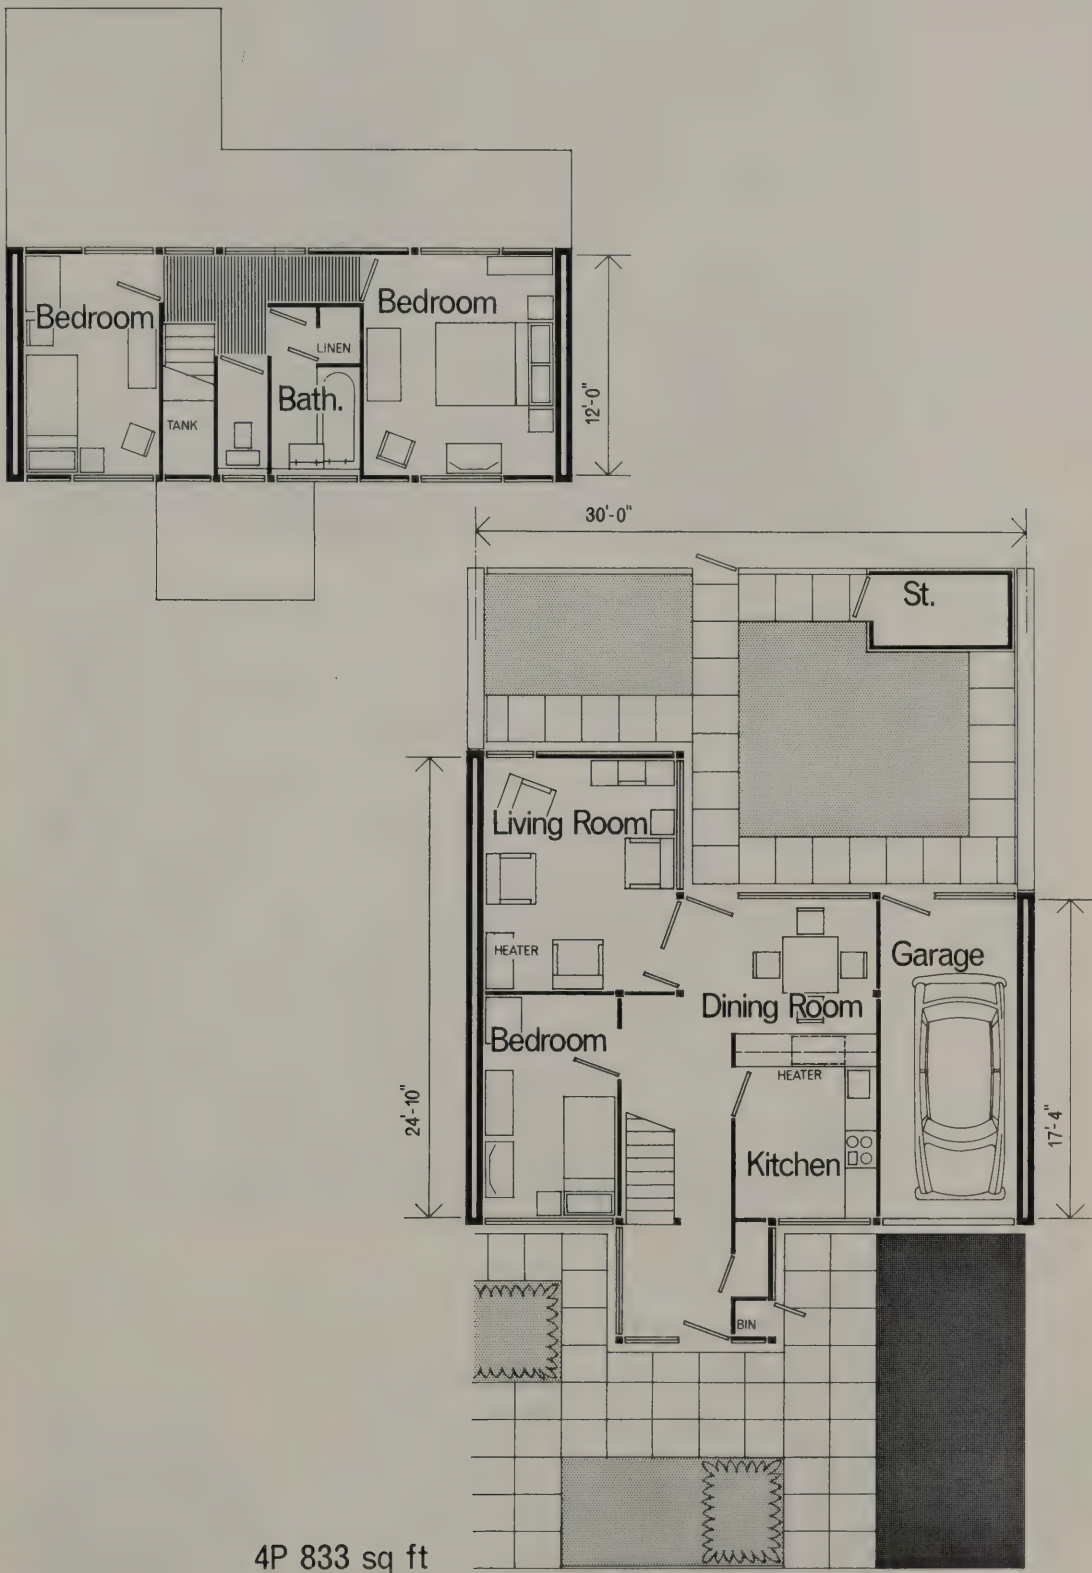 Bedroom
Bedroom
LINEN
Bath.
TANK
12'-0"
30'-0"
St.
Living Room
HEATER
Garage
Dining Room
Bedroom
HEATER
24'-10"
17'-4"
Kitchen
BIN
4P 833 sq ft